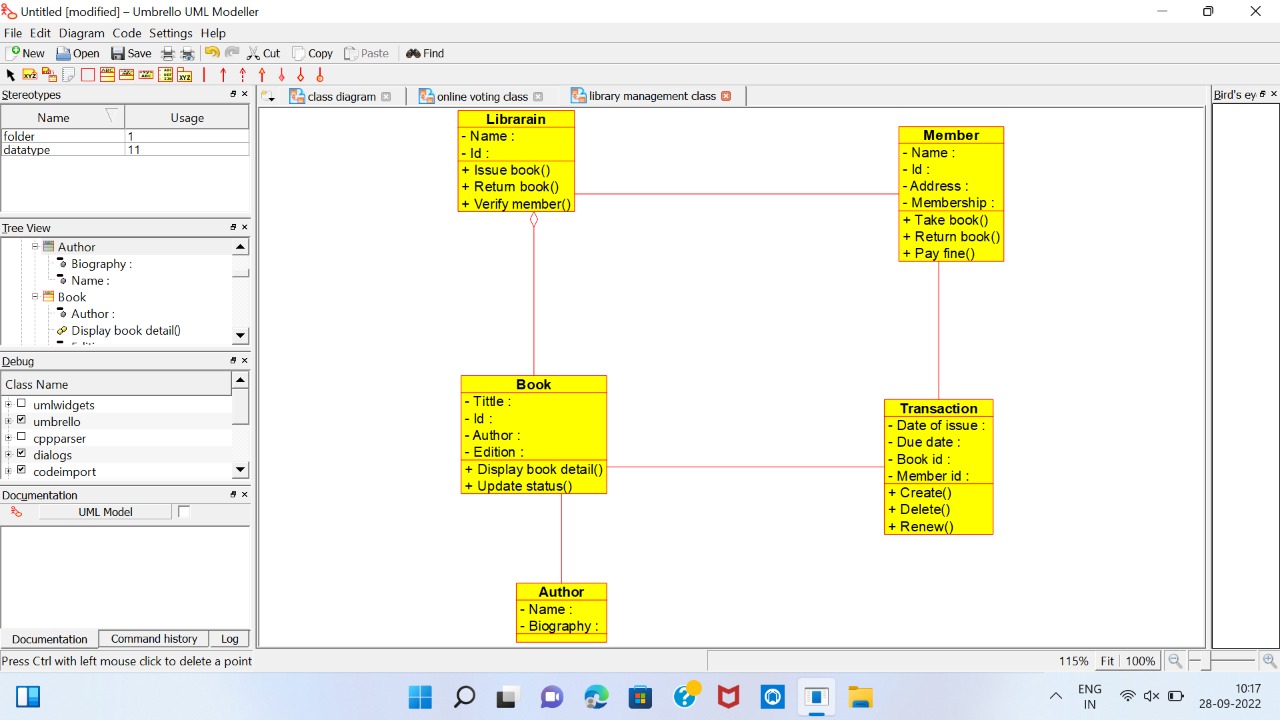 Untitled [modified] – Umbrello UML Modeller
File Edit Diagram Code Settings Help
New Open Save Cut Copy Paste Find
Stereotypes
Name Usage
folder 1
datatype 11
Tree View
Author
Biography :
Name :
Book
Author :
Display book detail()
Debug
Class Name
umlwidgets
umbrello
cppparser
dialogs
codeimport
Documentation
UML Model
Documentation Command history Log
class diagram online voting class library management class
Bird's ey
Librarain
- Name :
- Id :
+ Issue book()
+ Return book()
+ Verify member()
Member
- Name :
- Id :
- Address :
- Membership :
+ Take book()
+ Return book()
+ Pay fine()
Book
- Tittle :
- Id :
- Author :
- Edition :
+ Display book detail()
+ Update status()
Transaction
- Date of issue :
- Due date :
- Book id :
- Member id :
+ Create()
+ Delete()
+ Renew()
Author
- Name :
- Biography :
Press Ctrl with left mouse click to delete a point
115% Fit 100%
ENG
IN
10:17
28-09-2022